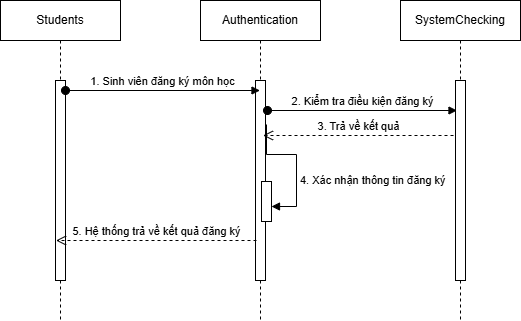 Students
Authentication
SystemChecking
1. Sinh viên đăng ký môn học
2. Kiểm tra điều kiện đăng ký
3. Trả về kết quả
4. Xác nhận thông tin đăng ký
5. Hệ thống trả về kết quả đăng ký